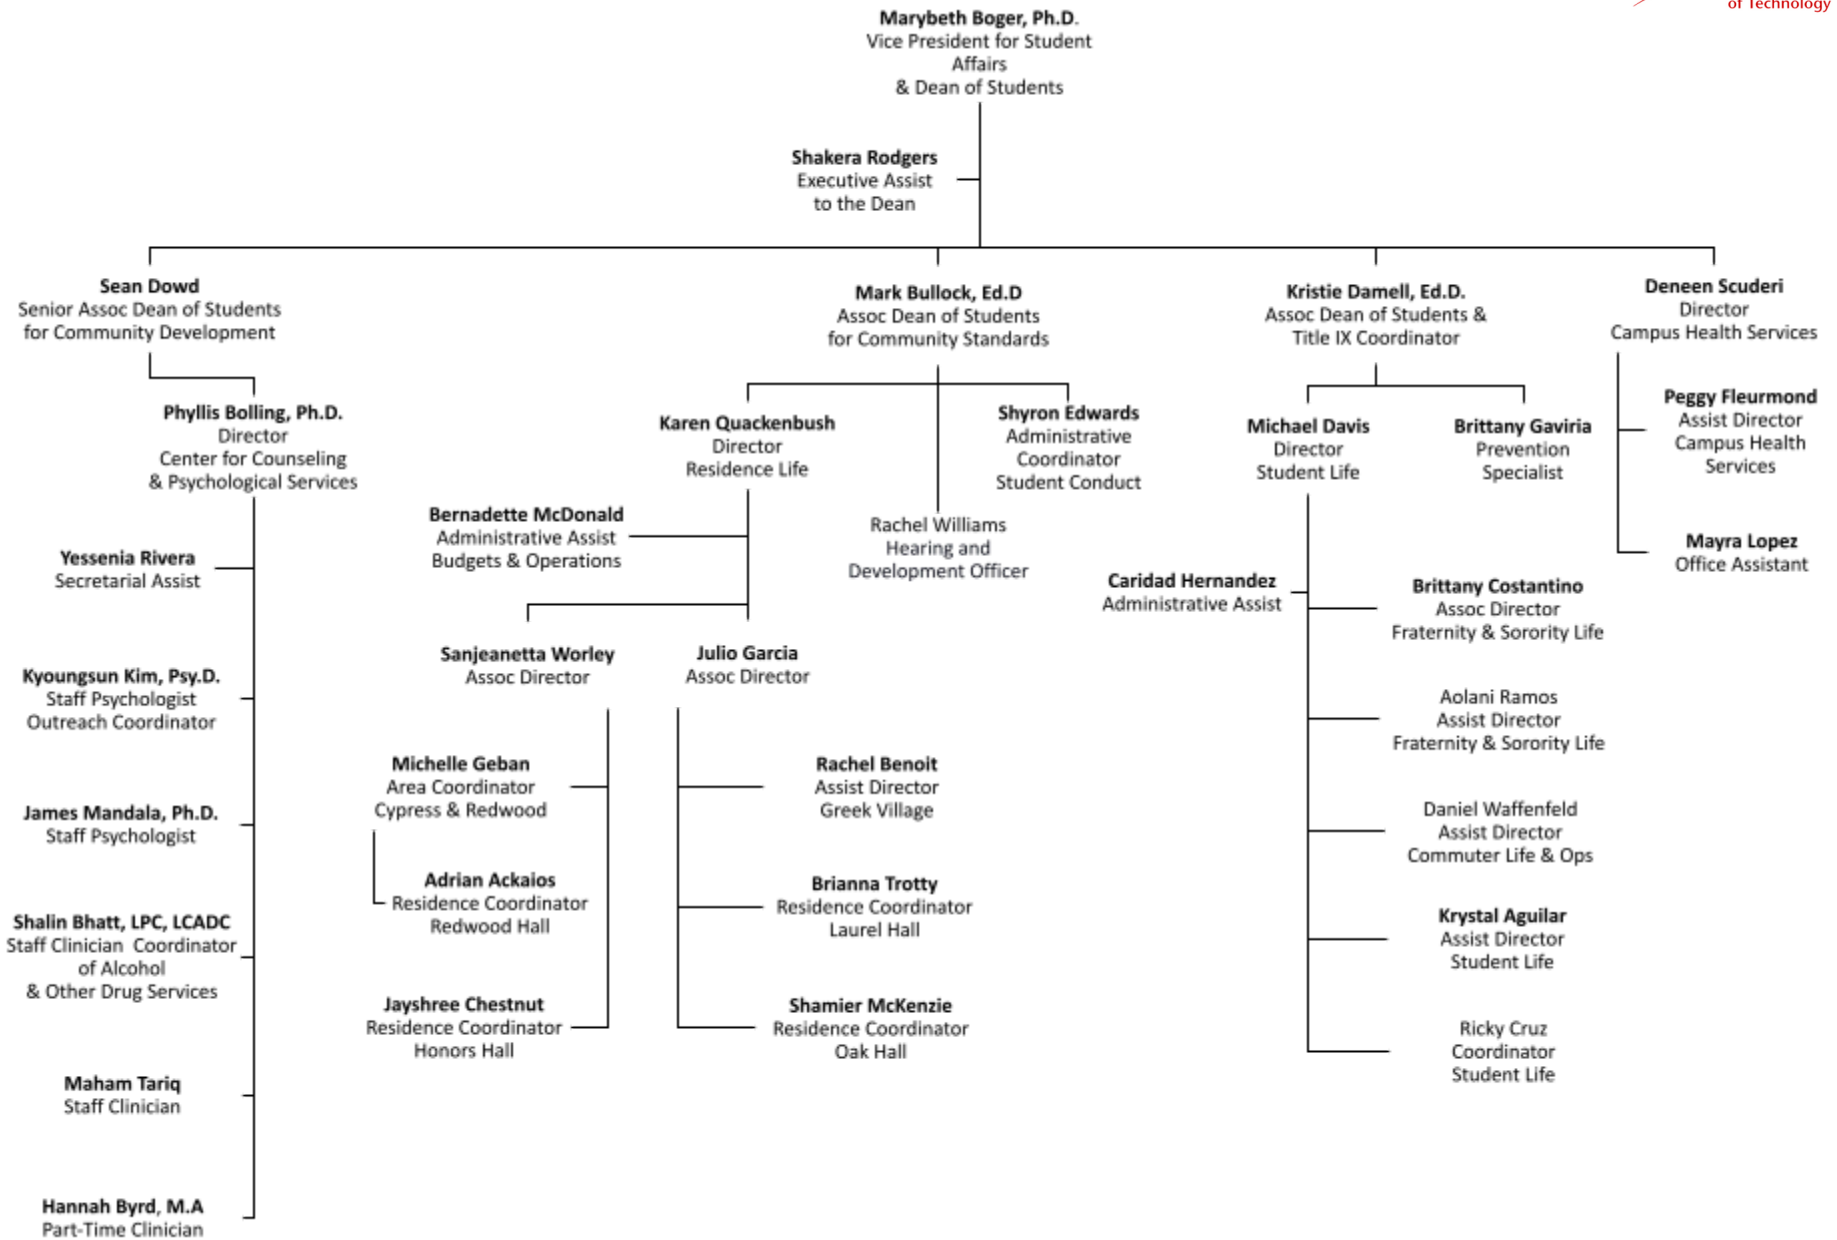 of Technology
Marybeth Boger, Ph.D.
Vice President for Student
Affairs
& Dean of Students
Shakera Rodgers
Executive Assist
to the Dean
Sean Dowd
Senior Assoc Dean of Students
for Community Development
Mark Bullock, Ed.D
Assoc Dean of Students
for Community Standards
Kristie Damell, Ed.D.
Assoc Dean of Students &
Title IX Coordinator
Deneen Scuderi
Director
Campus Health Services
Phyllis Bolling, Ph.D.
Director
Center for Counseling
& Psychological Services
Yessenia Rivera
Secretarial Assist
Kyoungsun Kim, Psy.D.
Staff Psychologist
Outreach Coordinator
James Mandala, Ph.D.
Staff Psychologist
Shalin Bhatt, LPC, LCADC
Staff Clinician Coordinator
of Alcohol
& Other Drug Services
Maham Tariq
Staff Clinician
Hannah Byrd, M.A
Part-Time Clinician
Karen Quackenbush
Director
Residence Life
Shyron Edwards
Administrative
Coordinator
Student Conduct
Rachel Williams
Hearing and
Development Officer
Bernadette McDonald
Administrative Assist
Budgets & Operations
Sanjeanetta Worley
Assoc Director
Julio Garcia
Assoc Director
Michelle Geban
Area Coordinator
Cypress & Redwood
Adrian Ackaios
Residence Coordinator
Redwood Hall
Jayshree Chestnut
Residence Coordinator
Honors Hall
Rachel Benoit
Assist Director
Greek Village
Brianna Trotty
Residence Coordinator
Laurel Hall
Shamier McKenzie
Residence Coordinator
Oak Hall
Michael Davis
Director
Student Life
Brittany Gaviria
Prevention
Specialist
Caridad Hernandez
Administrative Assist
Brittany Costantino
Assoc Director
Fraternity & Sorority Life
Aolani Ramos
Assist Director
Fraternity & Sorority Life
Daniel Waffenfeld
Assist Director
Commuter Life & Ops
Krystal Aguilar
Assist Director
Student Life
Ricky Cruz
Coordinator
Student Life
Peggy Fleurmond
Assist Director
Campus Health
Services
Mayra Lopez
Office Assistant